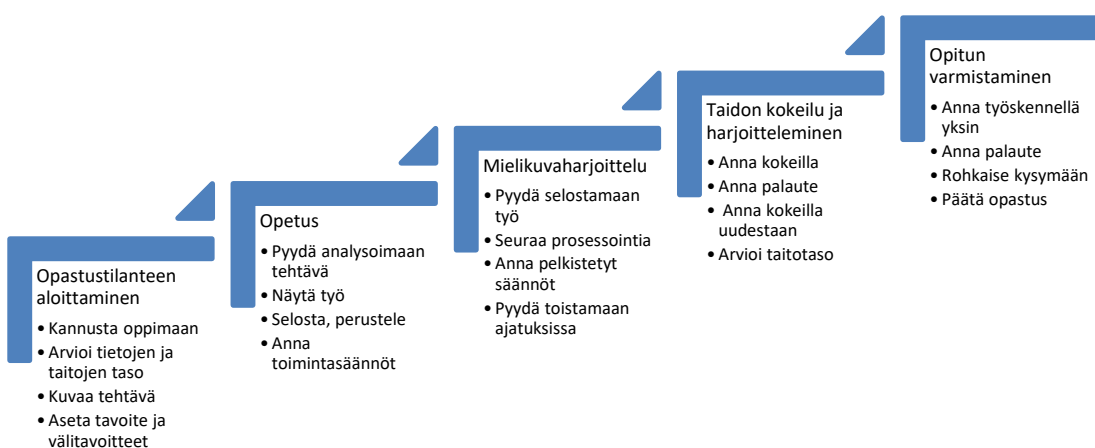 Opastustilanteen
aloittaminen
• Kannusta oppimaan
• Arvioi tietojen ja
taitojen taso
• Kuvaa tehtävä
• Aseta tavoite ja
välitavoitteet
Opetus
• Pyydä analysoimaan
tehtävä
• Näytä työ
• Selosta, perustele
• Anna
toimintasäännöt
Mielikuvaharjoittelu
• Pyydä selostamaan
työ
• Seuraa prosessointia
• Anna pelkistetyt
säännöt
• Pyydä toistamaan
ajatuksissa
Taidon kokeilu ja
harjoitteleminen
• Anna kokeilla
• Anna palaute
• Anna kokeilla
uudestaan
• Arvioi taitotaso
Opitun
varmistaminen
• Anna työskennellä
yksin
• Anna palaute
• Rohkaise kysymään
• Päätä opastus